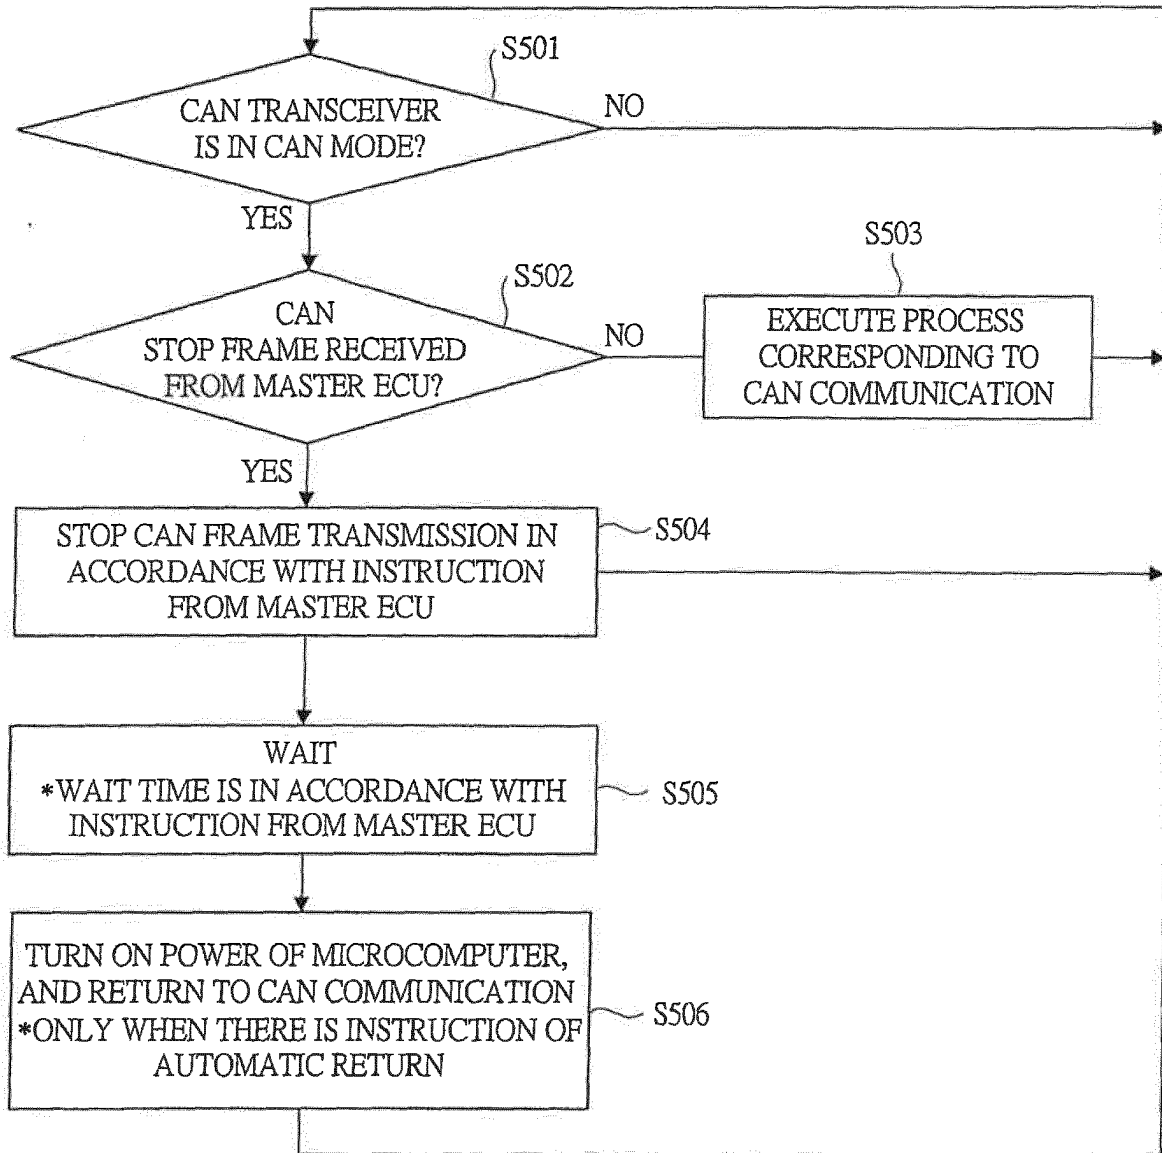 S501
CAN TRANSCEIVER
IS IN CAN MODE?
NO
YES
S503
S502
CAN
STOP FRAME RECEIVED
FROM MASTER ECU?
NO
EXECUTE PROCESS
CORRESPONDING TO
CAN COMMUNICATION
YES
STOP CAN FRAME TRANSMISSION IN
ACCORDANCE WITH INSTRUCTION
FROM MASTER ECU
S504
WAIT
*WAIT TIME IS IN ACCORDANCE WITH
INSTRUCTION FROM MASTER ECU
S505
TURN ON POWER OF MICROCOMPUTER,
AND RETURN TO CAN COMMUNICATION
*ONLY WHEN THERE IS INSTRUCTION OF
AUTOMATIC RETURN
S506